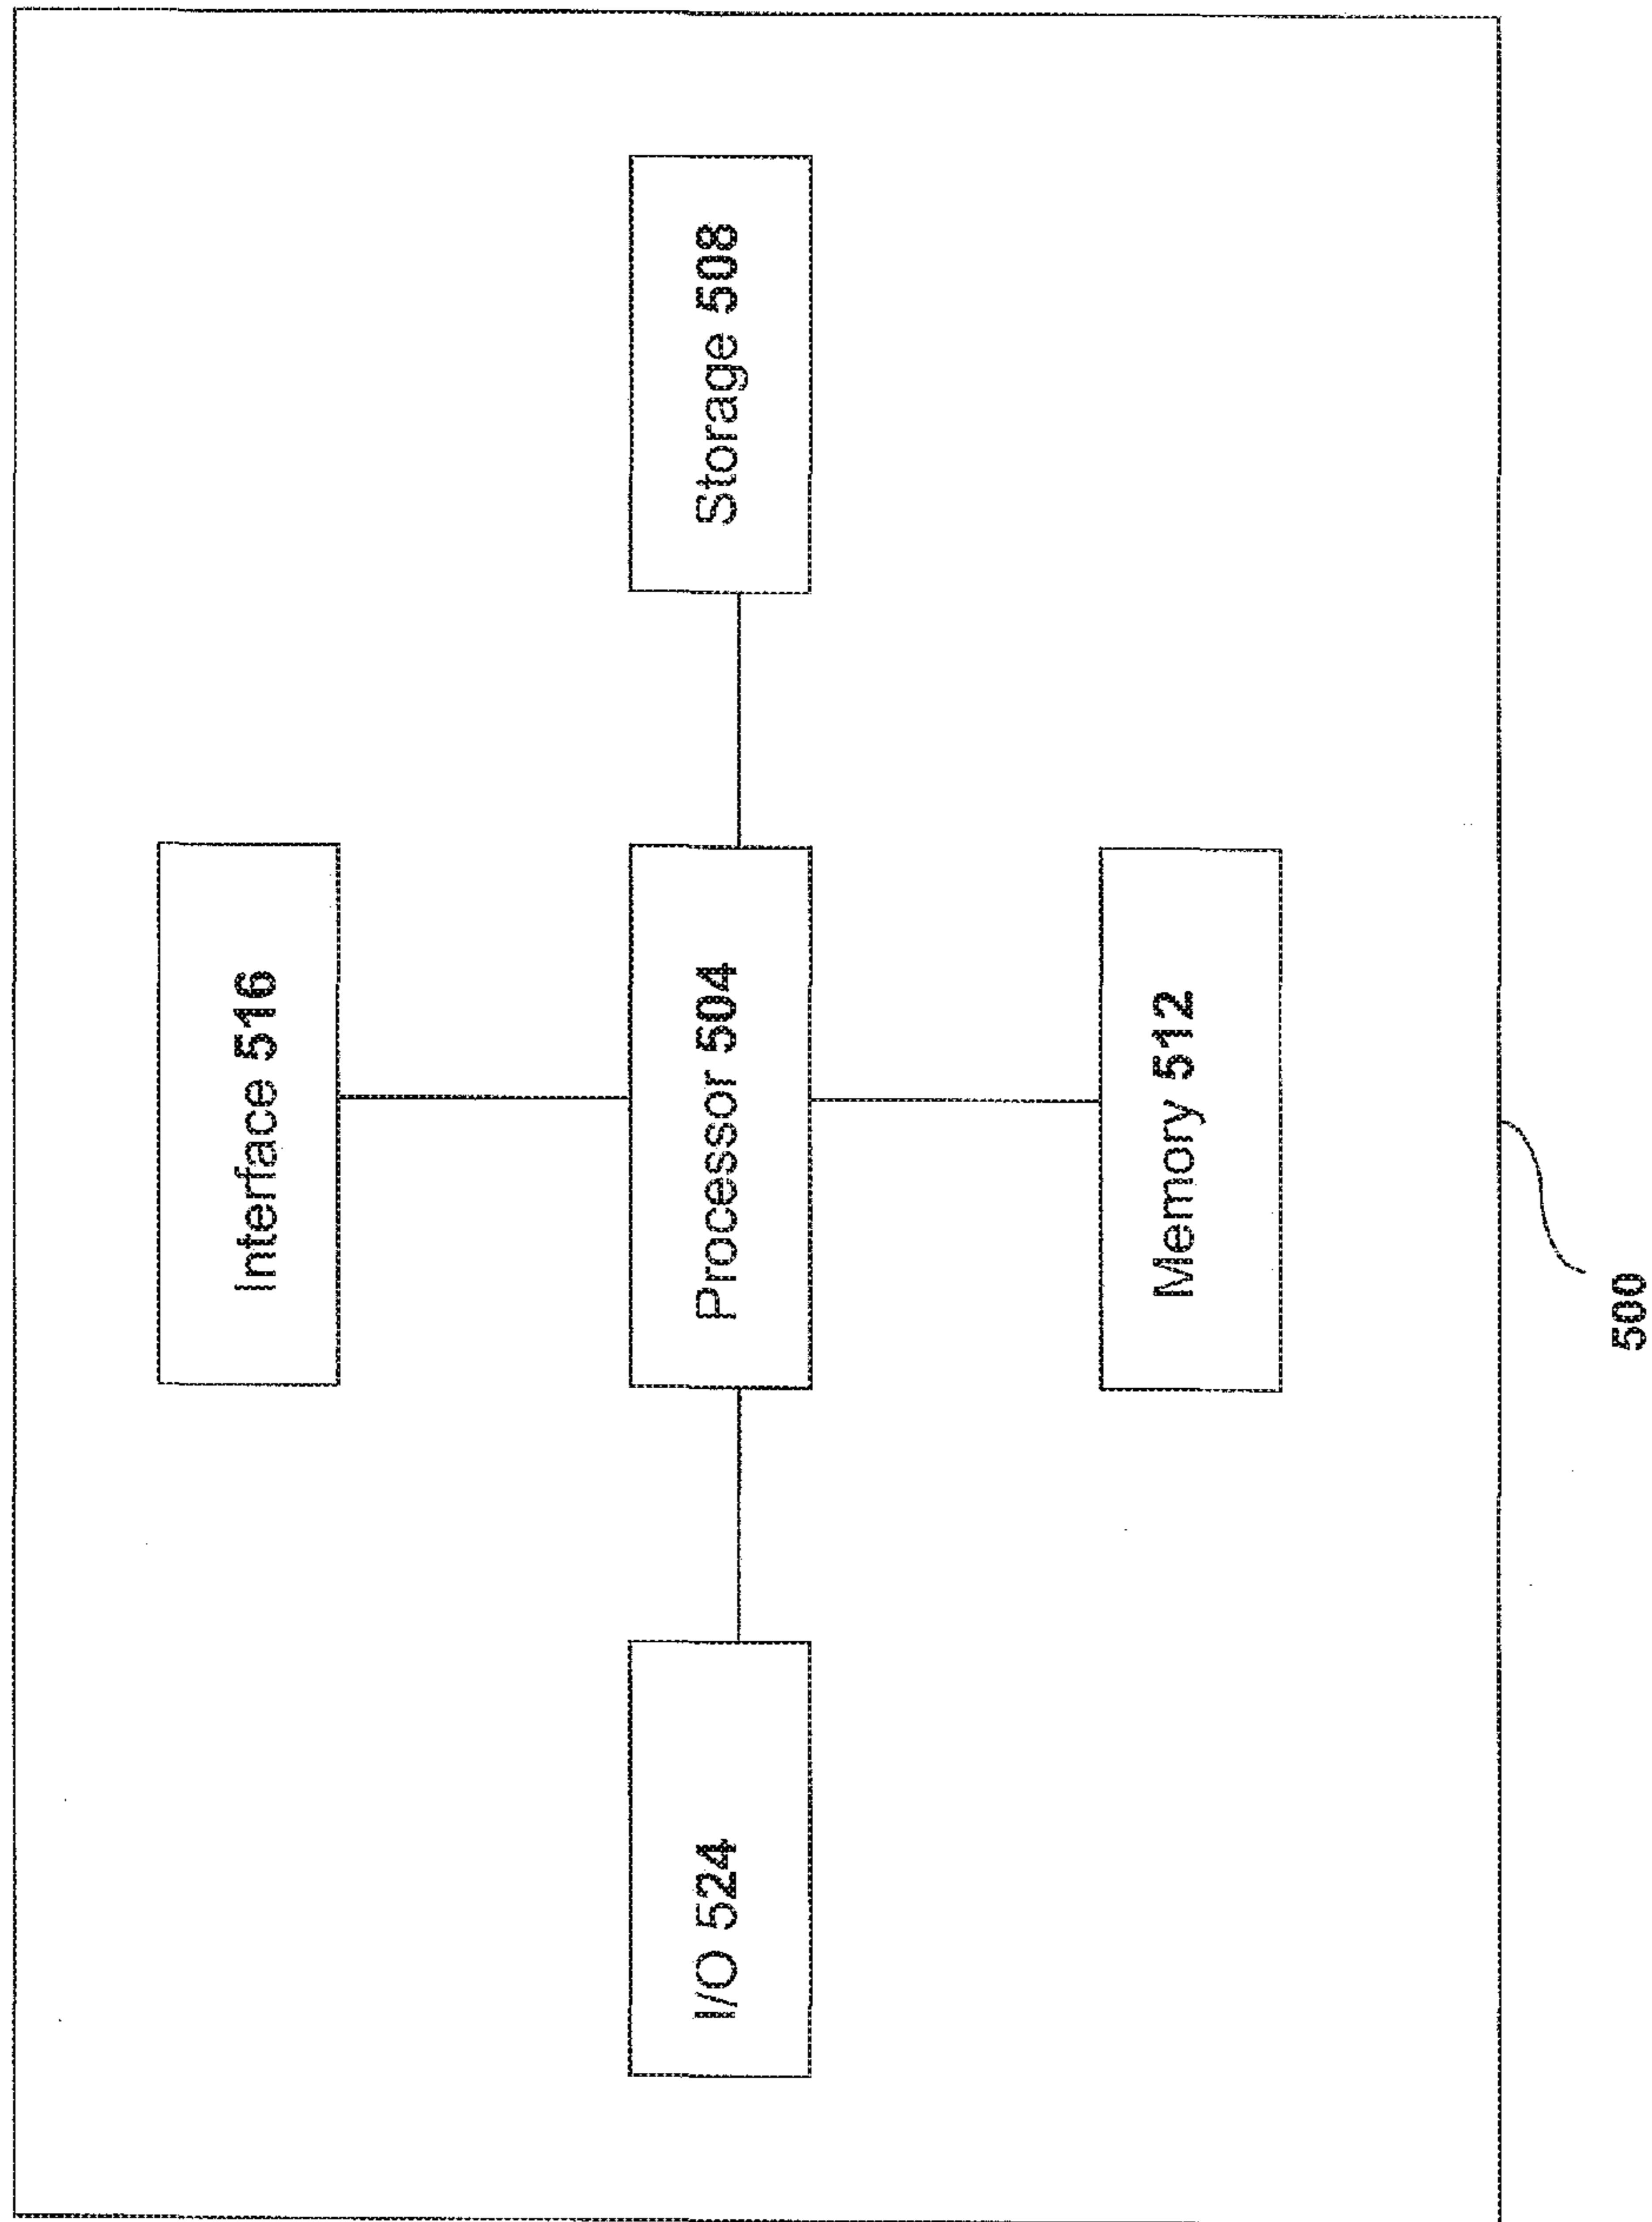 Interface 516
I/O 524
Processor 504
Storage 508
Memory 512
500